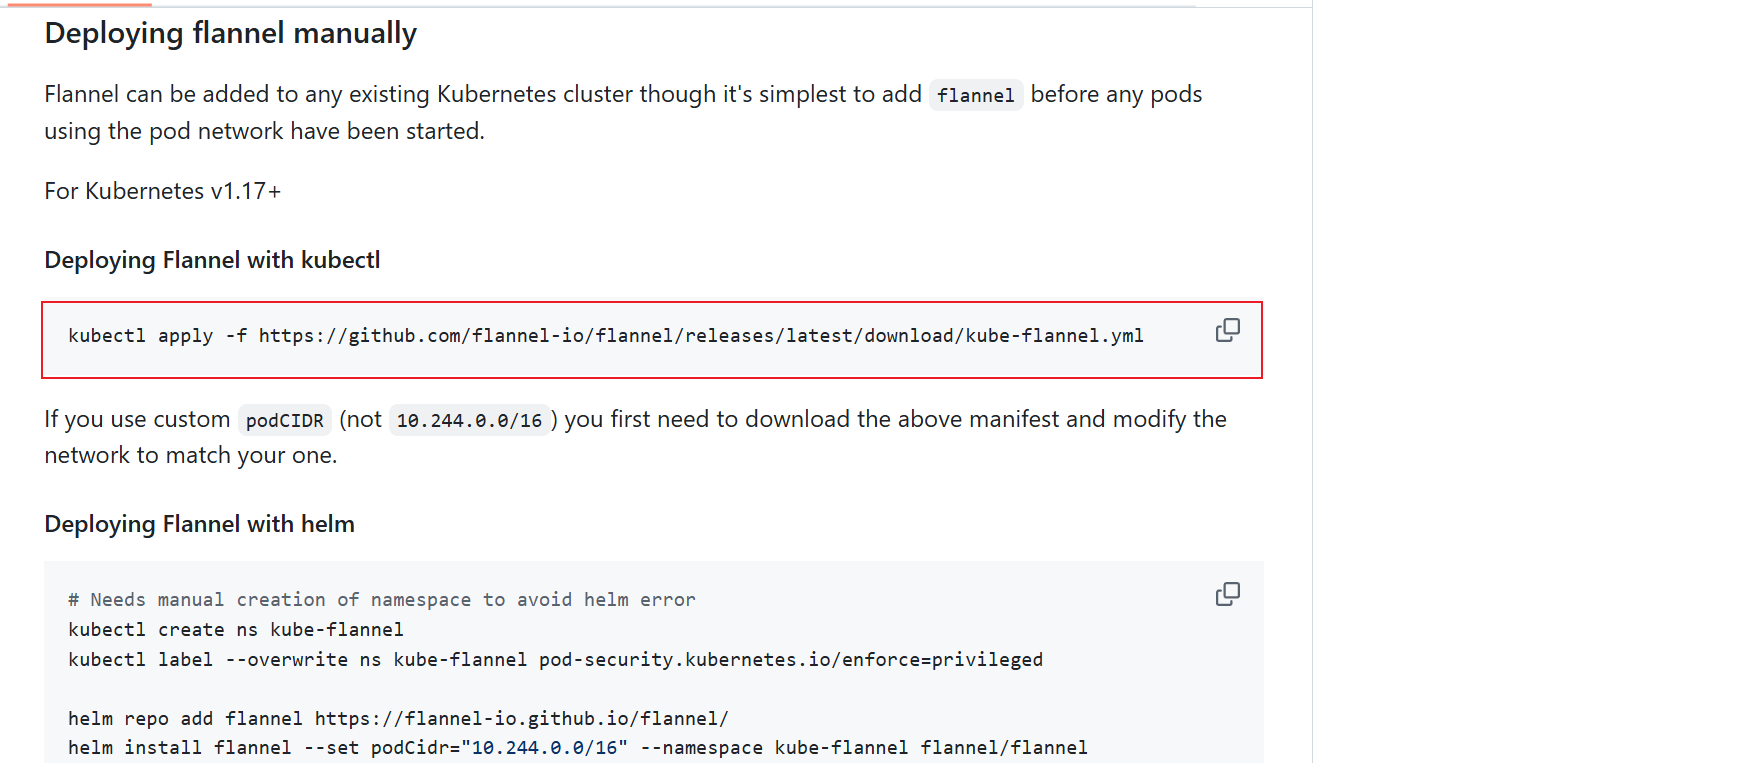 Deploying flannel manually
Flannel can be added to any existing Kubernetes cluster though it's simplest to add flannel before any pods
using the pod network have been started.
For Kubernetes v1.17+
Deploying Flannel with kubectl
kubectl apply -f https://github.com/flannel-io/flannel/releases/latest/download/kube-flannel.yml
If you use custom podCIDR (not 10.244.0.0/16) you first need to download the above manifest and modify the
network to match your one.
Deploying Flannel with helm
# Needs manual creation of namespace to avoid helm error
kubectl create ns kube-flannel
kubectl label --overwrite ns kube-flannel pod-security.kubernetes.io/enforce=privileged
helm repo add flannel https://flannel-io.github.io/flannel/
helm install flannel --set podCidr="10.244.0.0/16" --namespace kube-flannel flannel/flannel